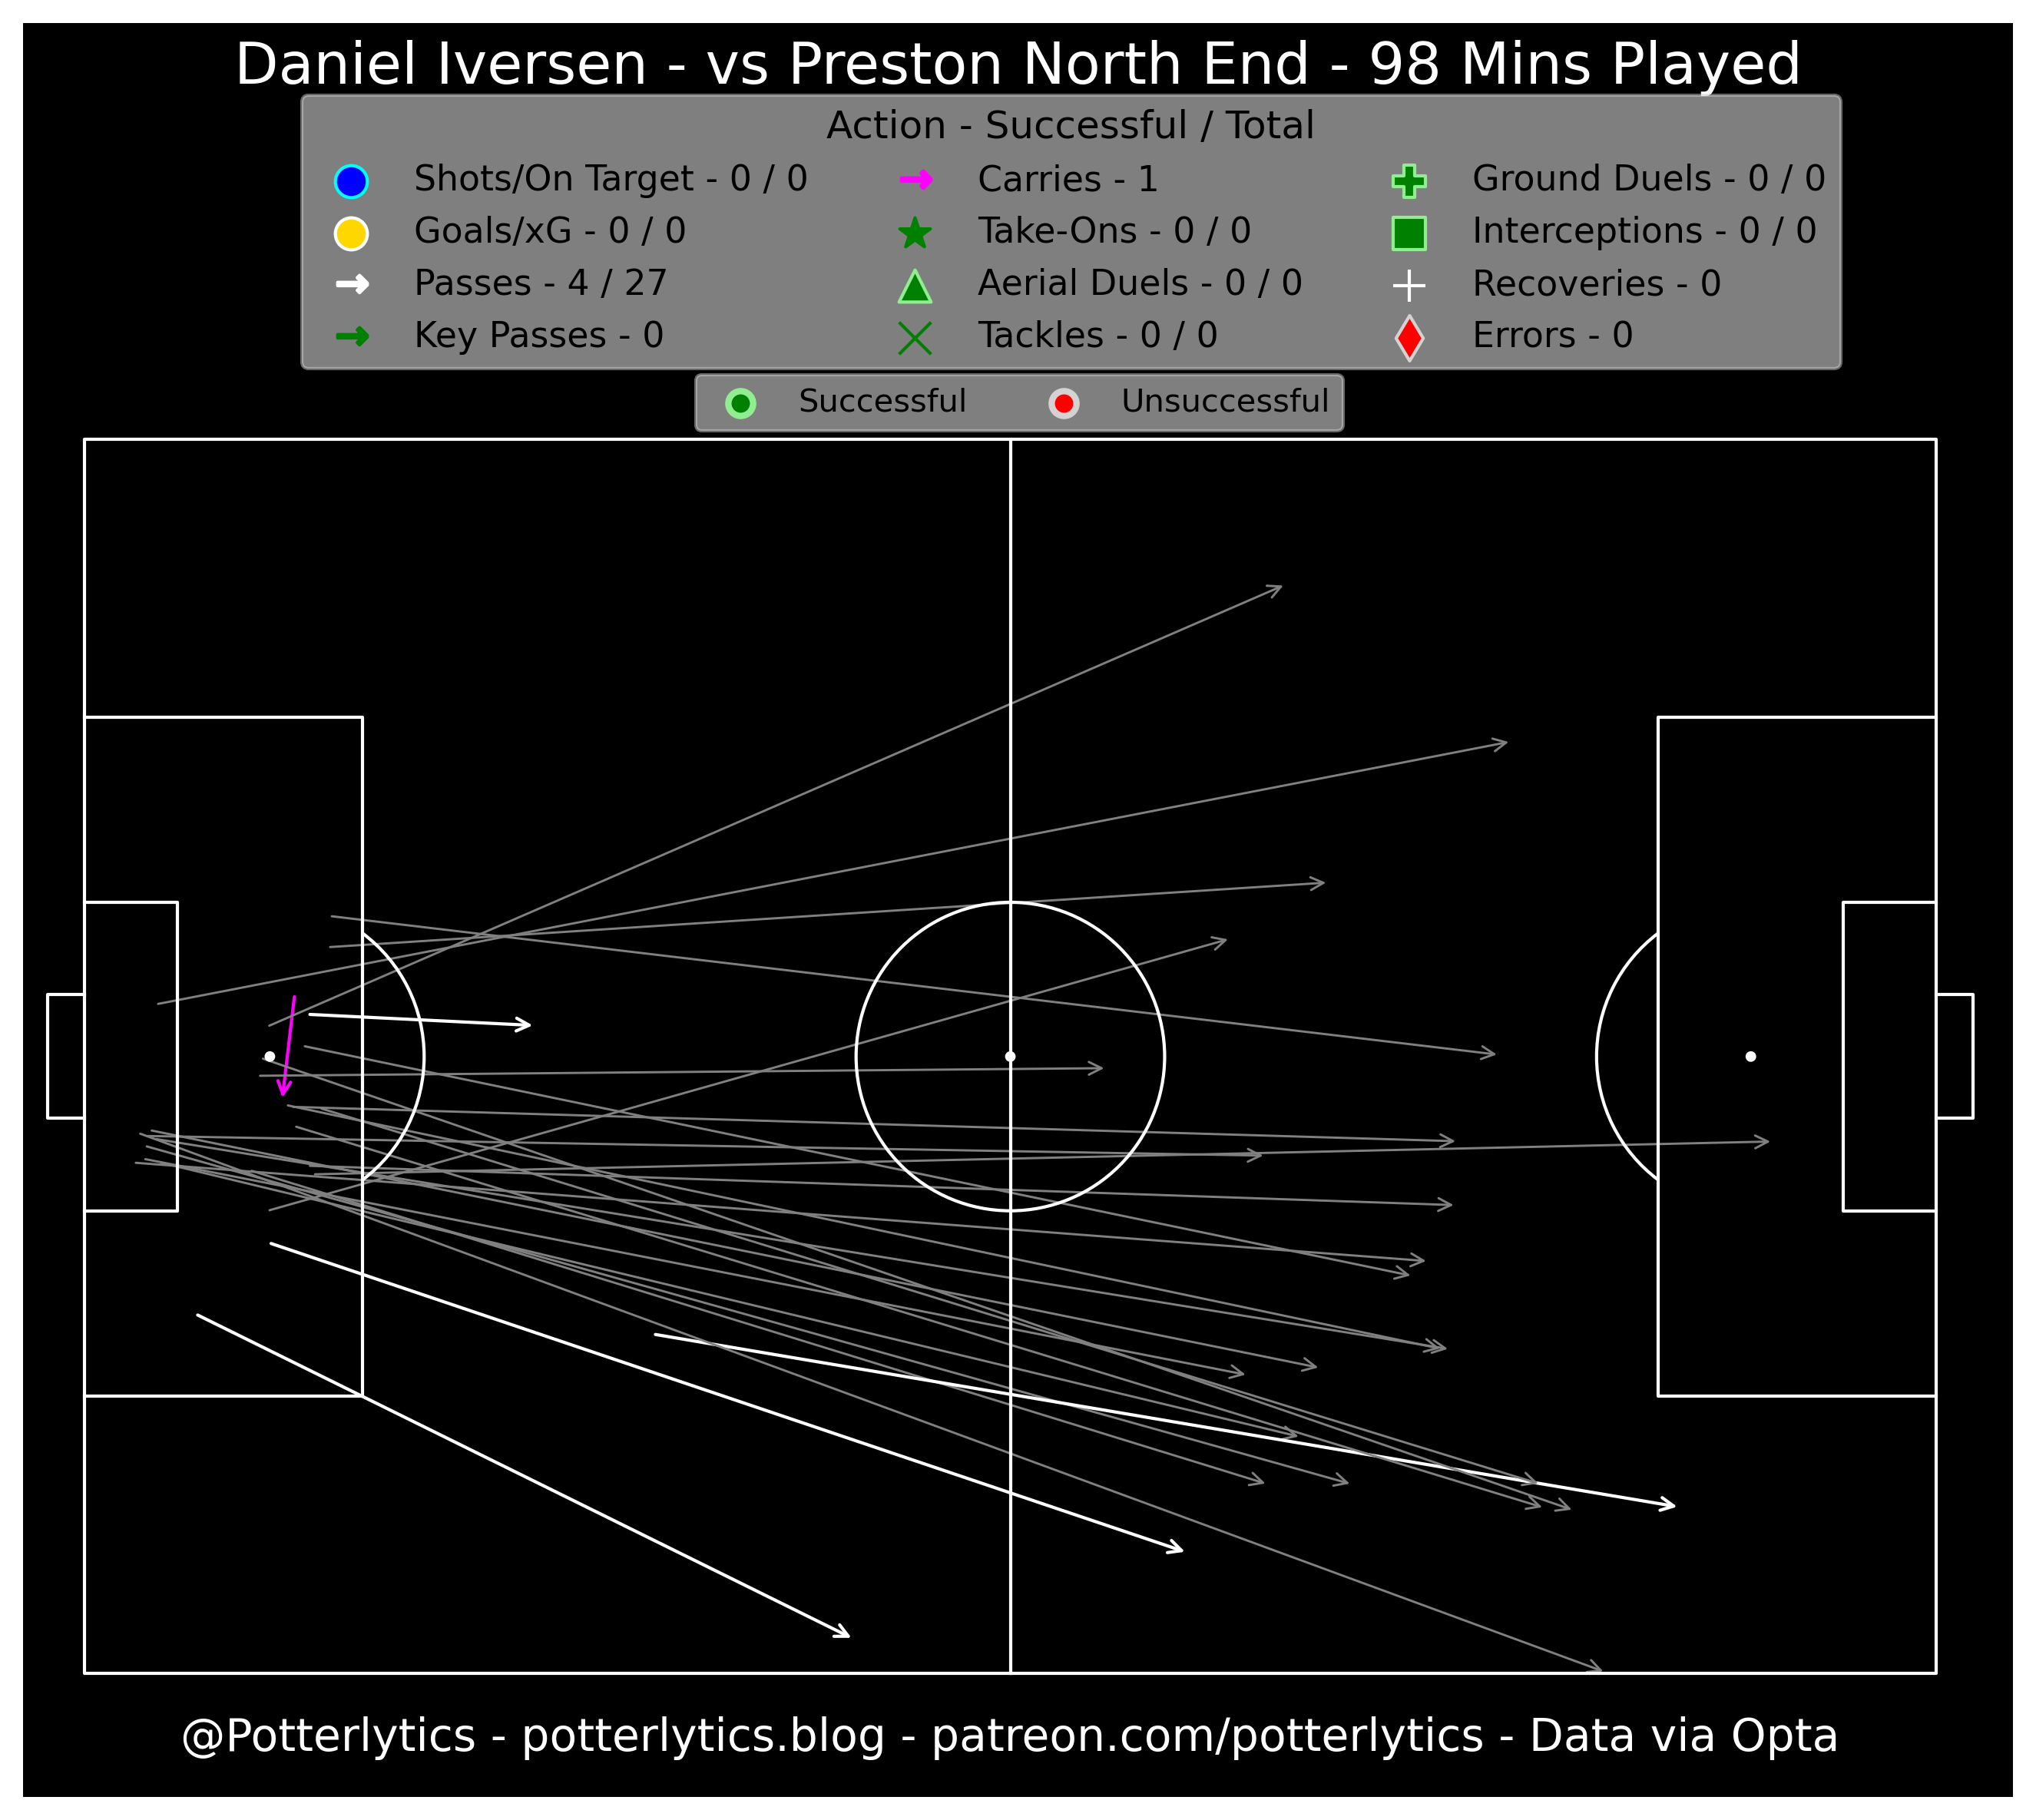 Daniel Iversen - vs Preston North End - 98 Mins Played
Action - Successful / Total
Shots/On Target - 0 / 0
Goals/xG - 0 / 0
Passes - 4 / 27
Key Passes - 0
Carries - 1
Take-Ons - 0 / 0
Aerial Duels - 0 / 0
Tackles - 0 / 0
Ground Duels - 0 / 0
Interceptions - 0 / 0
Recoveries - 0
Errors - 0
Successful
Unsuccessful
@Potterlytics - potterlytics.blog - patreon.com/potterlytics - Data via Opta